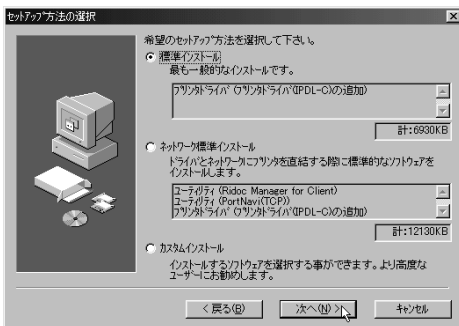 セットアップ方法の選択
希望のセットアップ方法を選択して下さい。
標準インストール
最も一般的なインストールです。
プリンタドライバ (プリンタドライバ(RPDL-C)の追加)
計:6930KB
ネットワーク標準インストール
ドライバとネットワークにプリンタを直結する際に標準的なソフトウェアを
インストールします。
ユーティリティ (Ridoc Manager for Client)
ユーティリティ (PortNavi(TCP))
プリンタドライバ (プリンタドライバ(RPDL-C)の追加)
計:12130KB
カスタムインストール
インストールするソフトウェアを選択する事ができます。より高度な
ユーザーにお勧めします。
< 戻る(B)
次へ(N) >
キャンセル